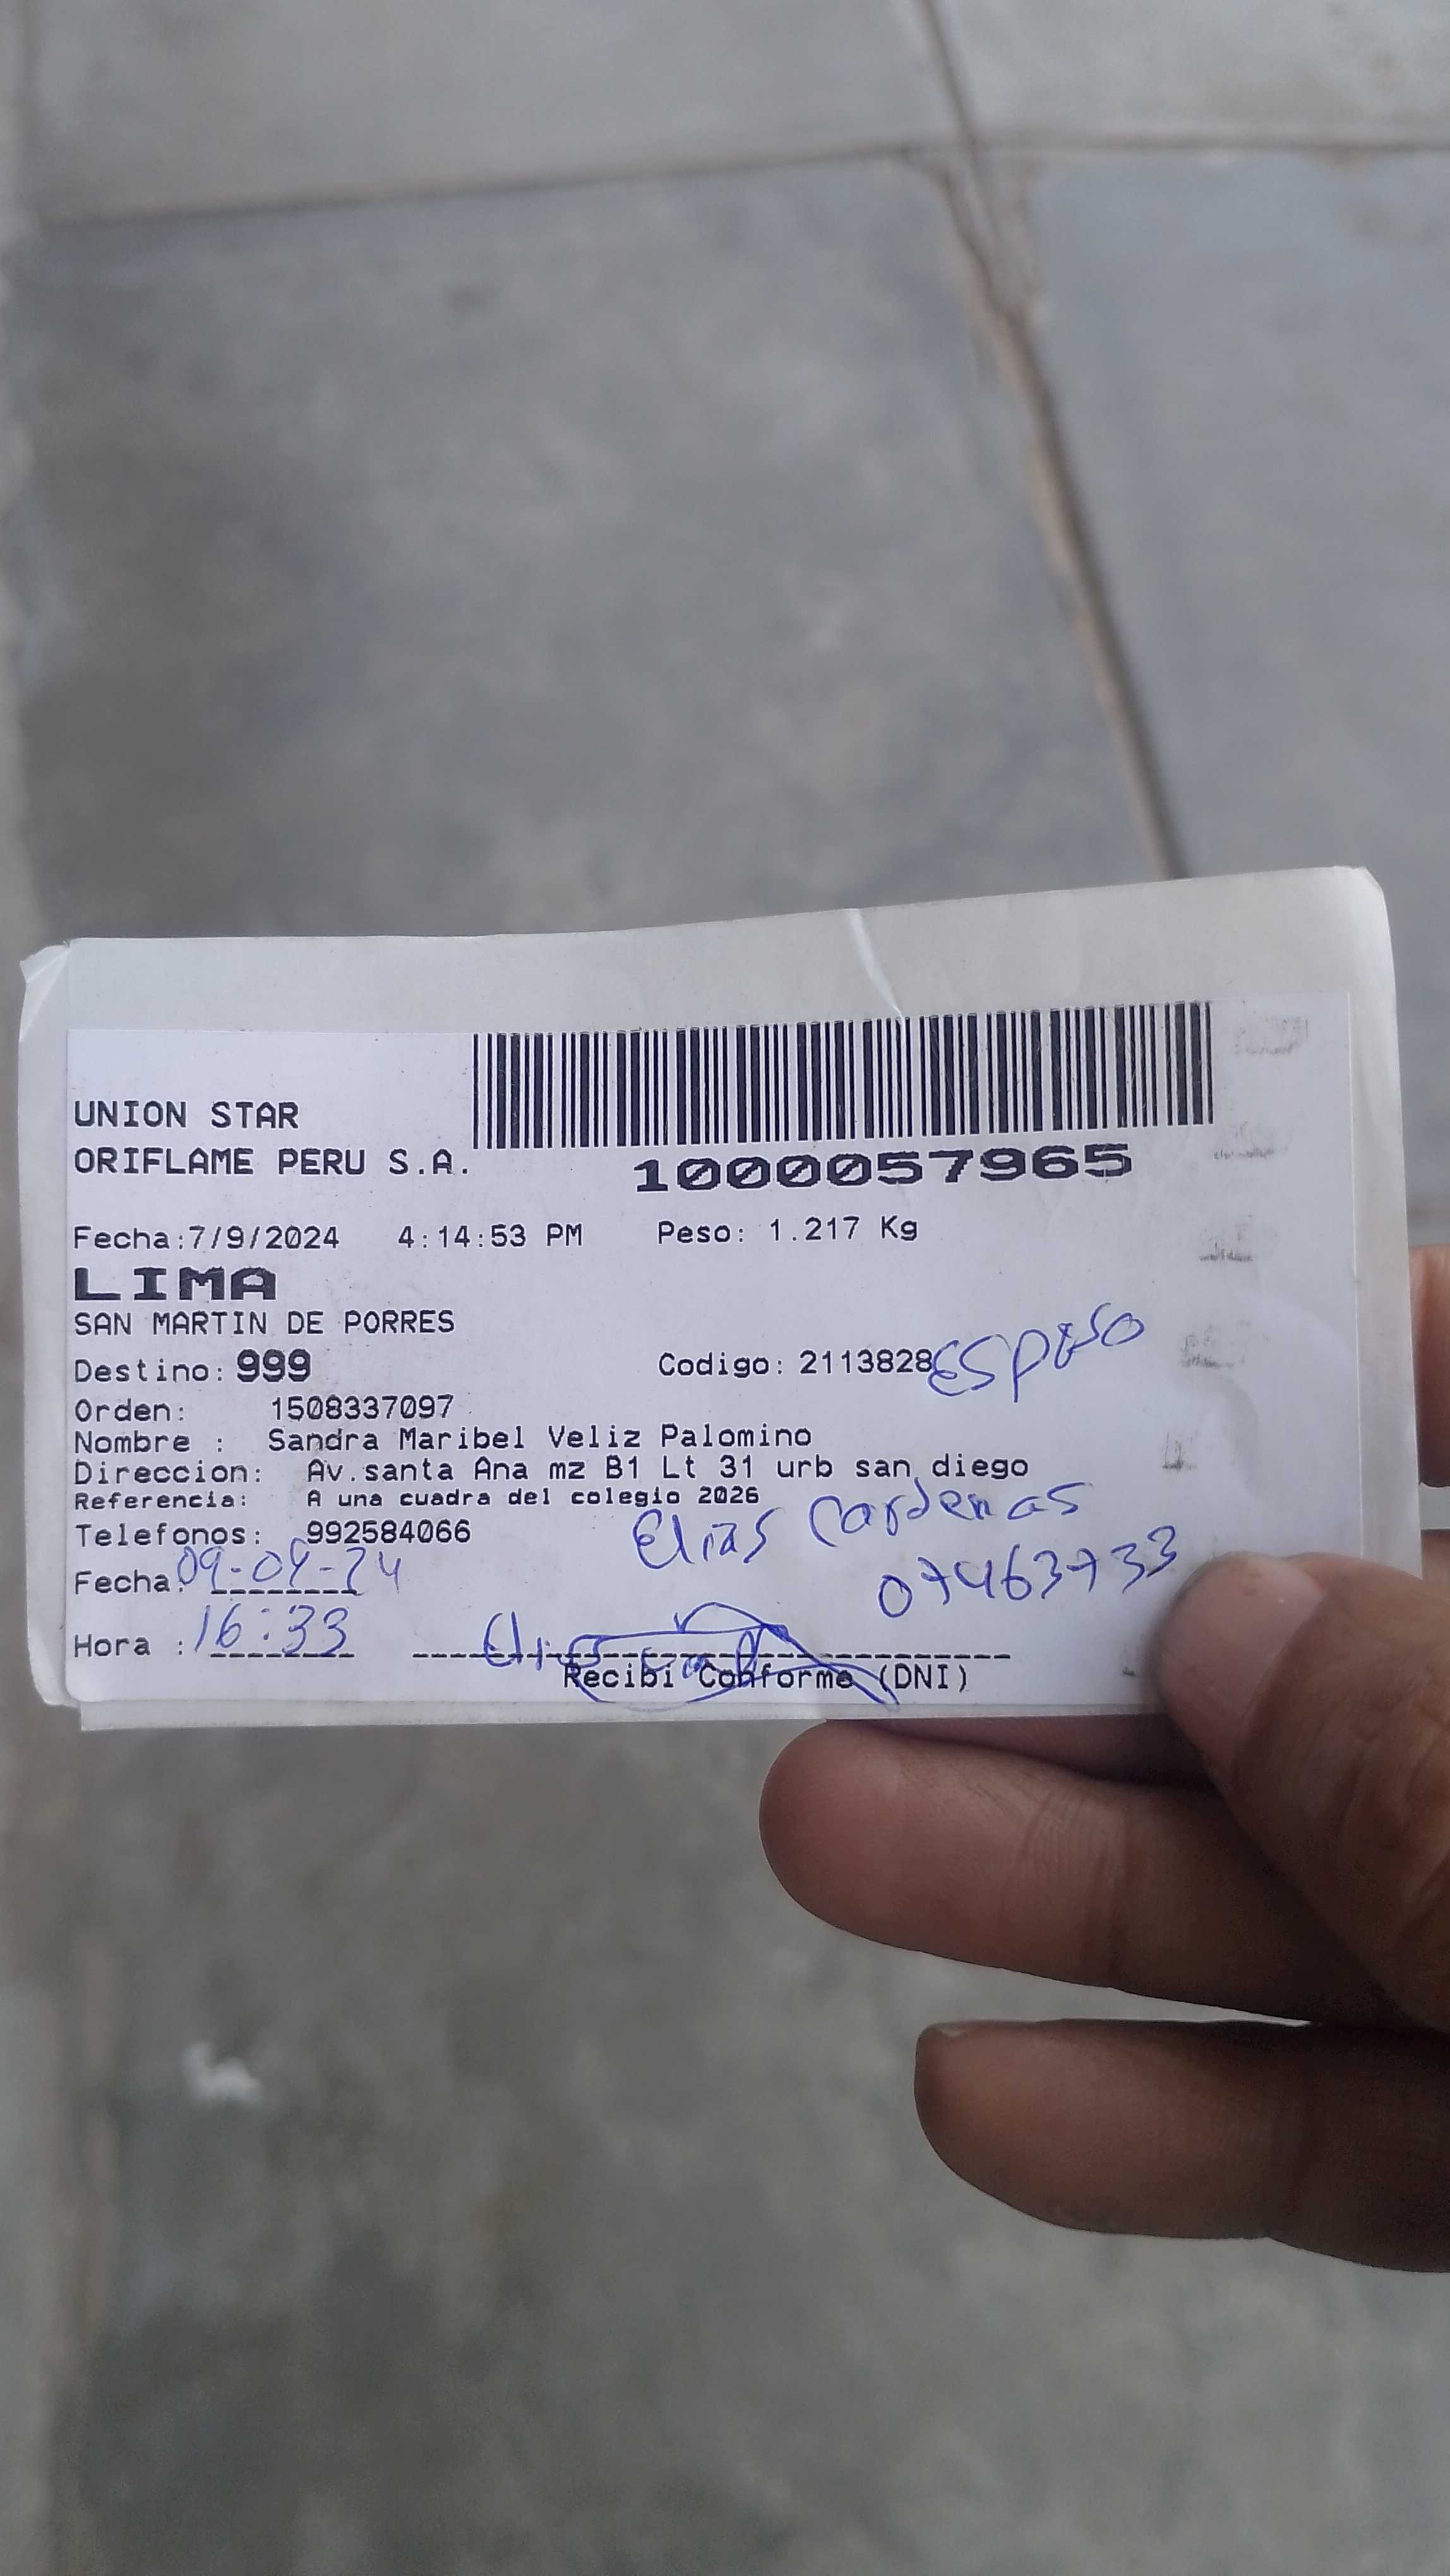 UNION STAR
ORIFLAME PERU S.A.
1000057965
Fecha:7/9/2024 4:14:53 PM Peso: 1.217 Kg
LIMA
SAN MARTIN DE PORRES
Destino: 999 Codigo: 2113828 esposo
Orden: 1508337097
Nombre : Sandra Maribel Veliz Palomino
Direccion: Av.santa Ana mz B1 Lt 31 urb san diego
Referencia: A una cuadra del colegio 2026
Telefonos: 992584066 Elias Cardenas
Fecha: 09-09-24 07463733
Hora : 16:33
Recibi Conforme (DNI)